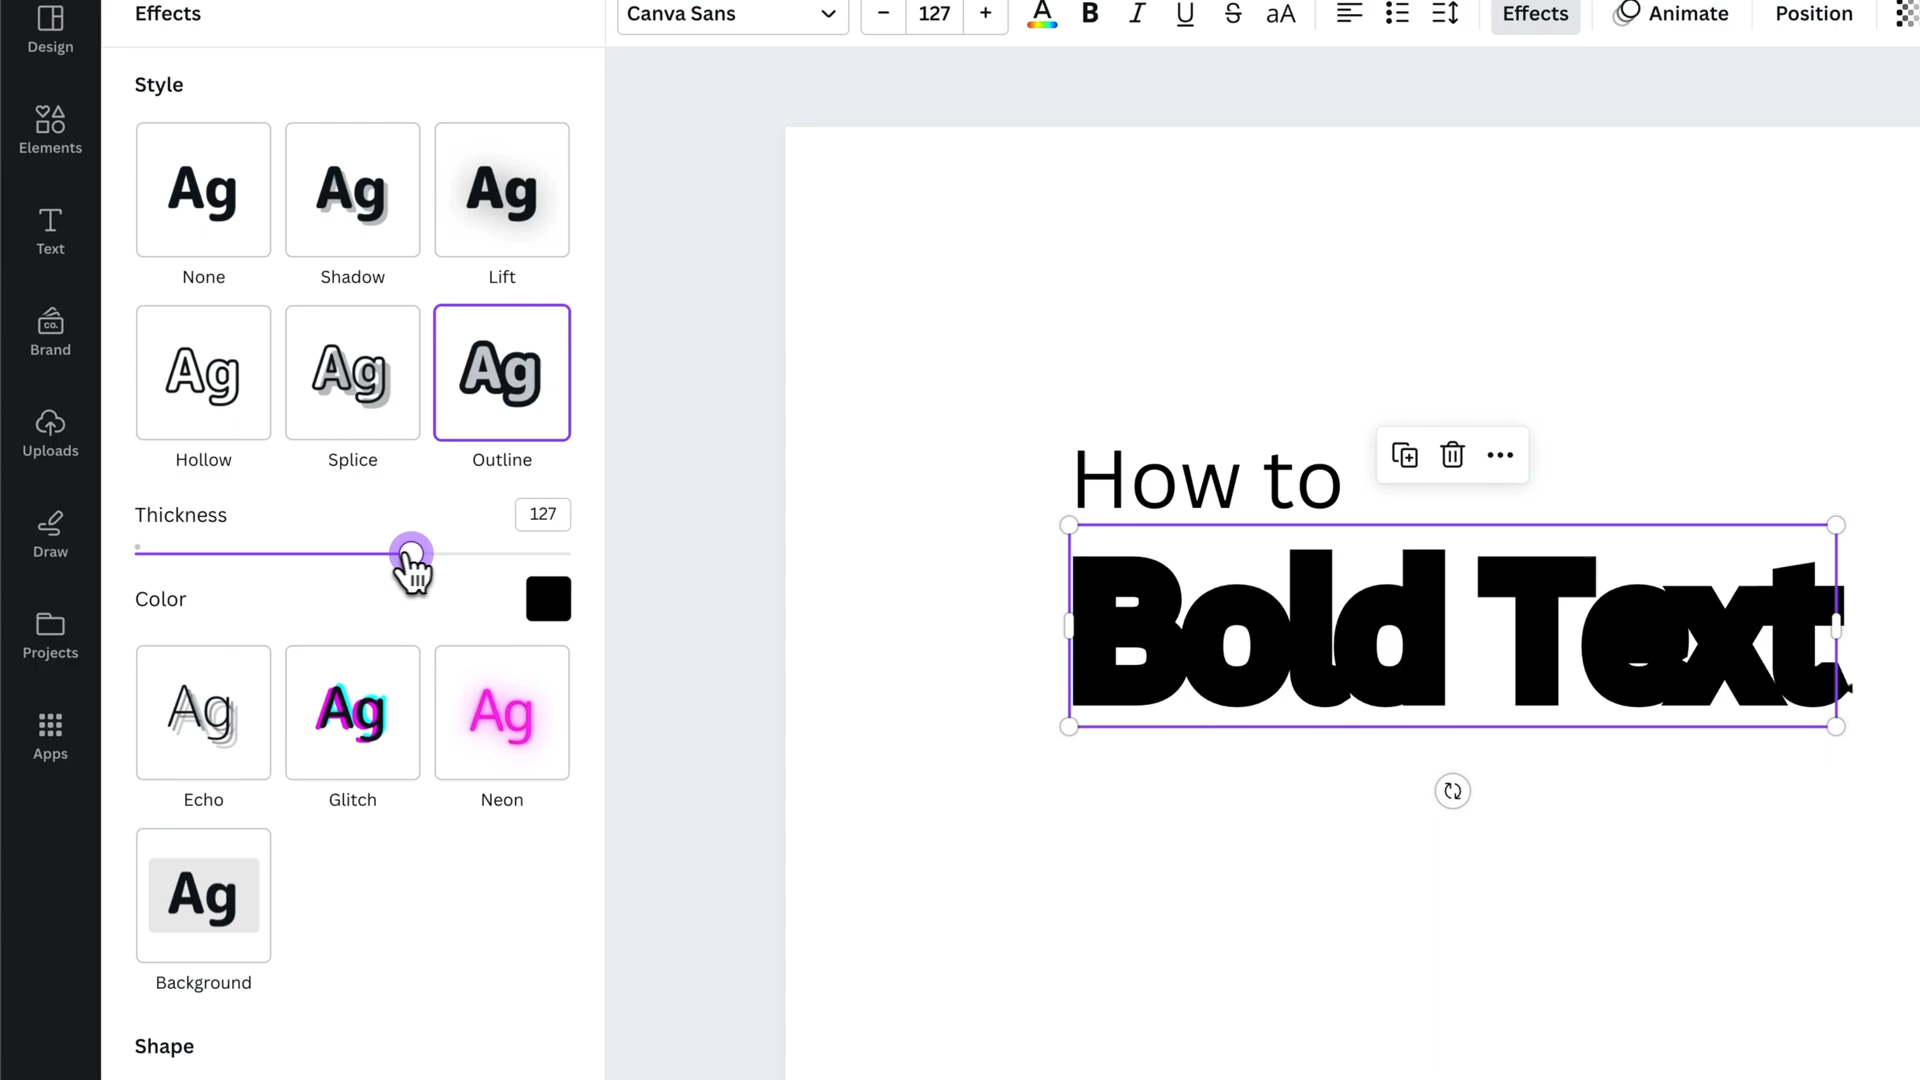 Design
Elements
Text
Brand
co.
Uploads
Draw
Projects
Apps
Effects
Style
Ag Ag Ag
None Shadow Lift
Ag Ag Ag
Hollow Splice Outline
Thickness 127
Color
Ag Ag Ag
Echo Glitch Neon
Ag
Background
Shape
Canva Sans − 127 + A B I U S aA Effects Animate Position
How to
Bold Text